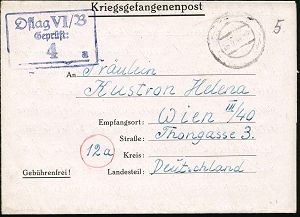 Kriegsgefangenenpost
Oflag VI/B
Geprüft:
4 a
5
An Fräulein
Kustron Helena
Empfangsort: Wien III/40
Straße: Thongasse 3.
12a
Kreis:
Gebührenfrei! Landesteil: Deutschland